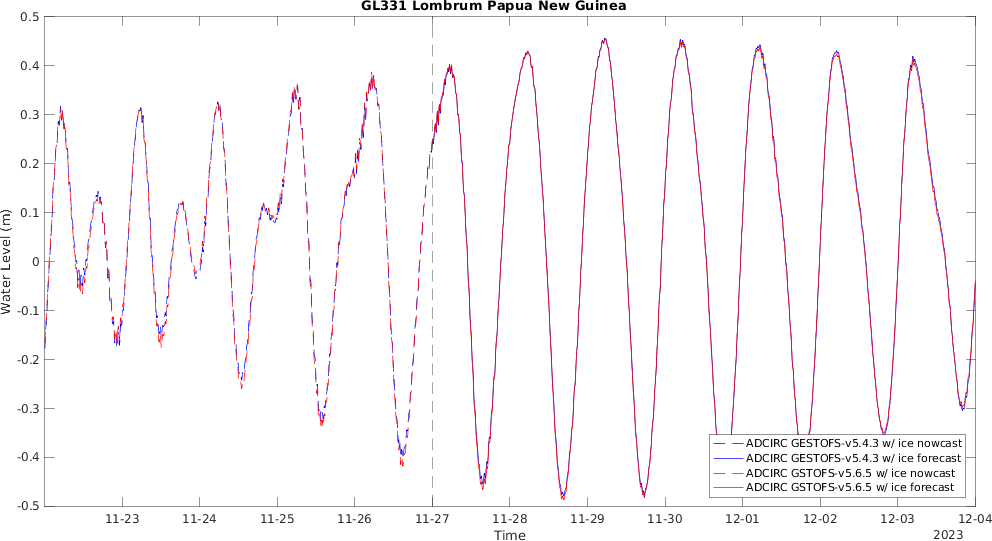 GL331 Lombrum Papua New Guinea
0.5
0.4
0.3
0.2
0.1
0
-0.1
-0.2
-0.3
-0.4
-0.5
Water Level (m)
ADCIRC GESTOFS-v5.4.3 w/ ice nowcast
ADCIRC GESTOFS-v5.4.3 w/ ice forecast
ADCIRC GSTOFS-v5.6.5 w/ ice nowcast
ADCIRC GSTOFS-v5.6.5 w/ ice forecast
11-23 11-24 11-25 11-26 11-27 11-28 11-29 11-30 12-01 12-02 12-03 12-04
Time
2023